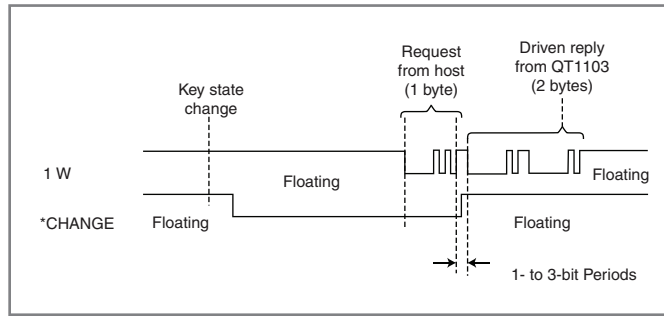 Request
from host
(1 byte)
Driven reply
from QT1103
(2 bytes)
Key state
change
1 W
Floating
Floating
*CHANGE
Floating
Floating
1- to 3-bit Periods